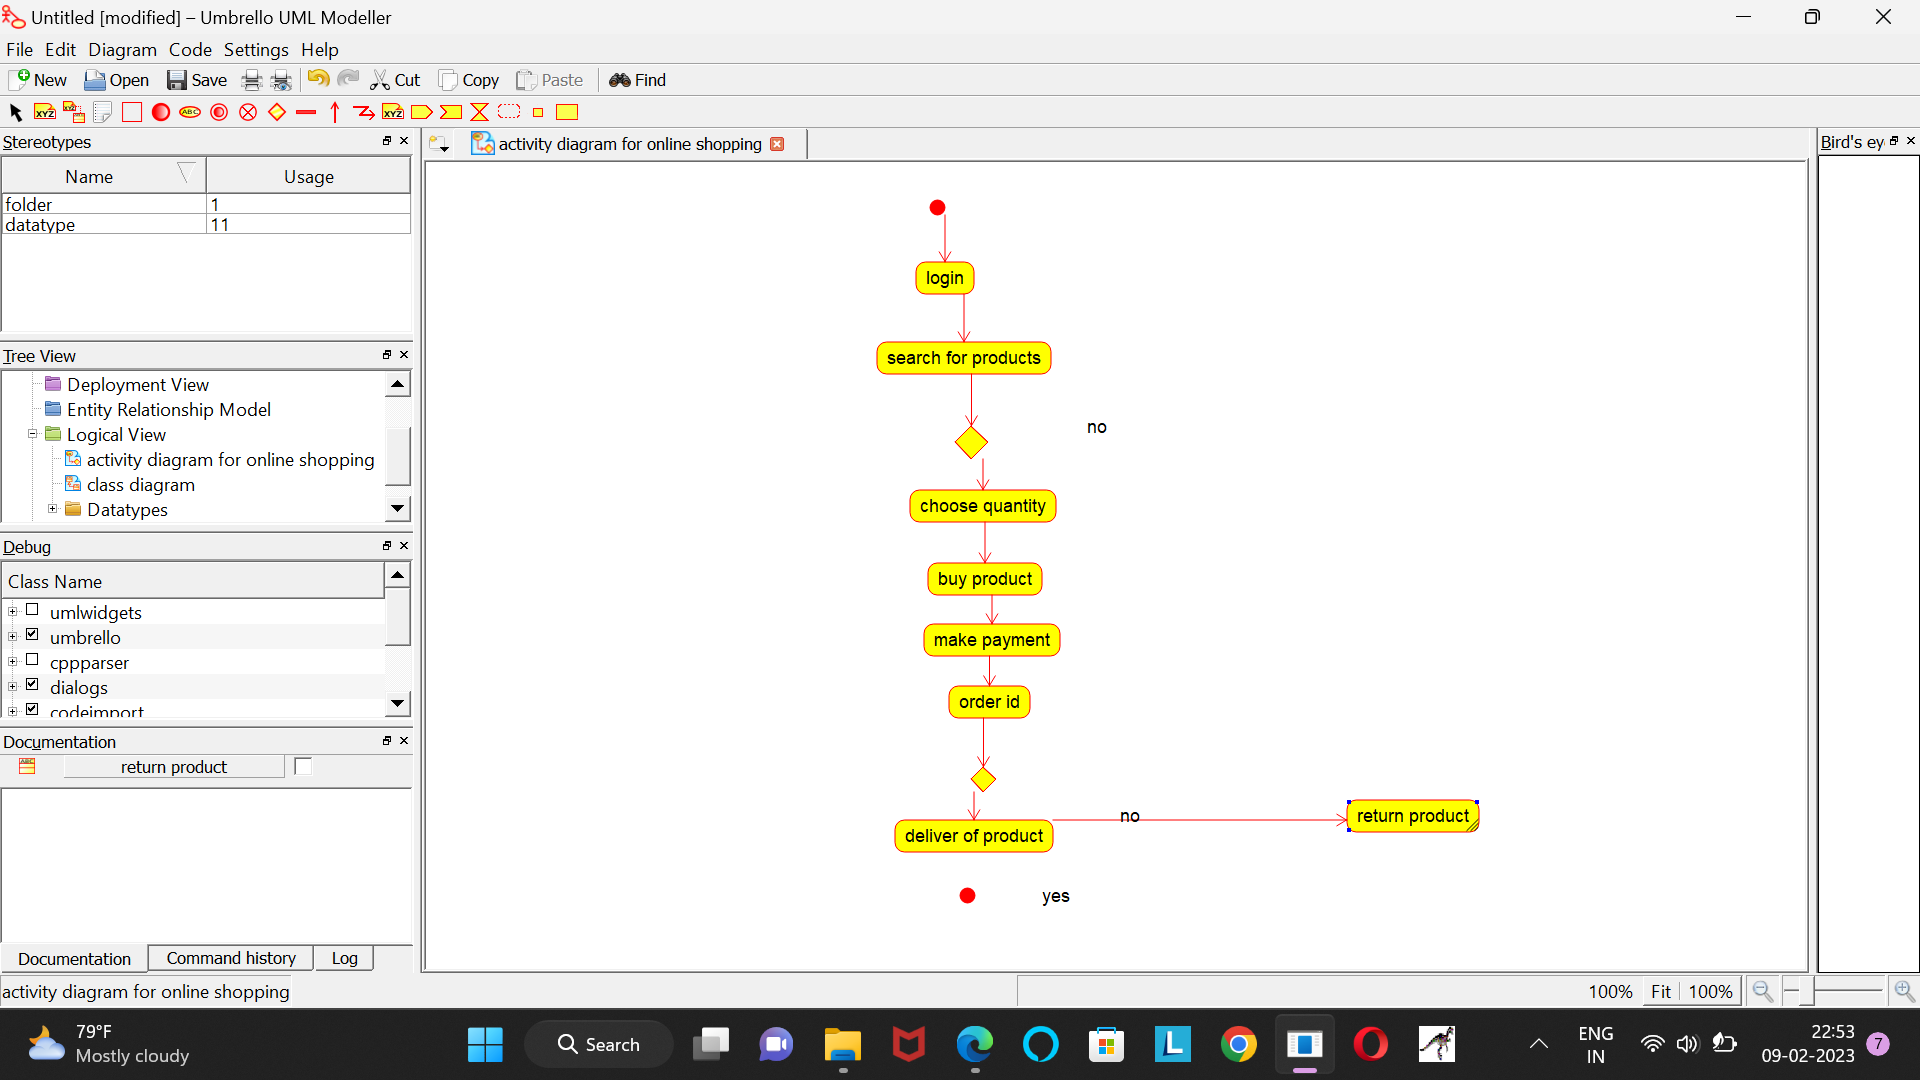 Untitled [modified] – Umbrello UML Modeller
File Edit Diagram Code Settings Help
New Open Save Cut Copy Paste Find
Stereotypes
Name Usage
folder 1
datatype 11
Tree View
Deployment View
Entity Relationship Model
Logical View
activity diagram for online shopping
class diagram
Datatypes
Debug
Class Name
umlwidgets
umbrello
cppparser
dialogs
codeimport
Documentation
return product
Documentation Command history Log
activity diagram for online shopping
activity diagram for online shopping
login
search for products
no
choose quantity
buy product
make payment
order id
deliver of product
no
return product
yes
Bird's ey
100% Fit 100%
79°F
Mostly cloudy
Search
ENG
IN
22:53
09-02-2023
7